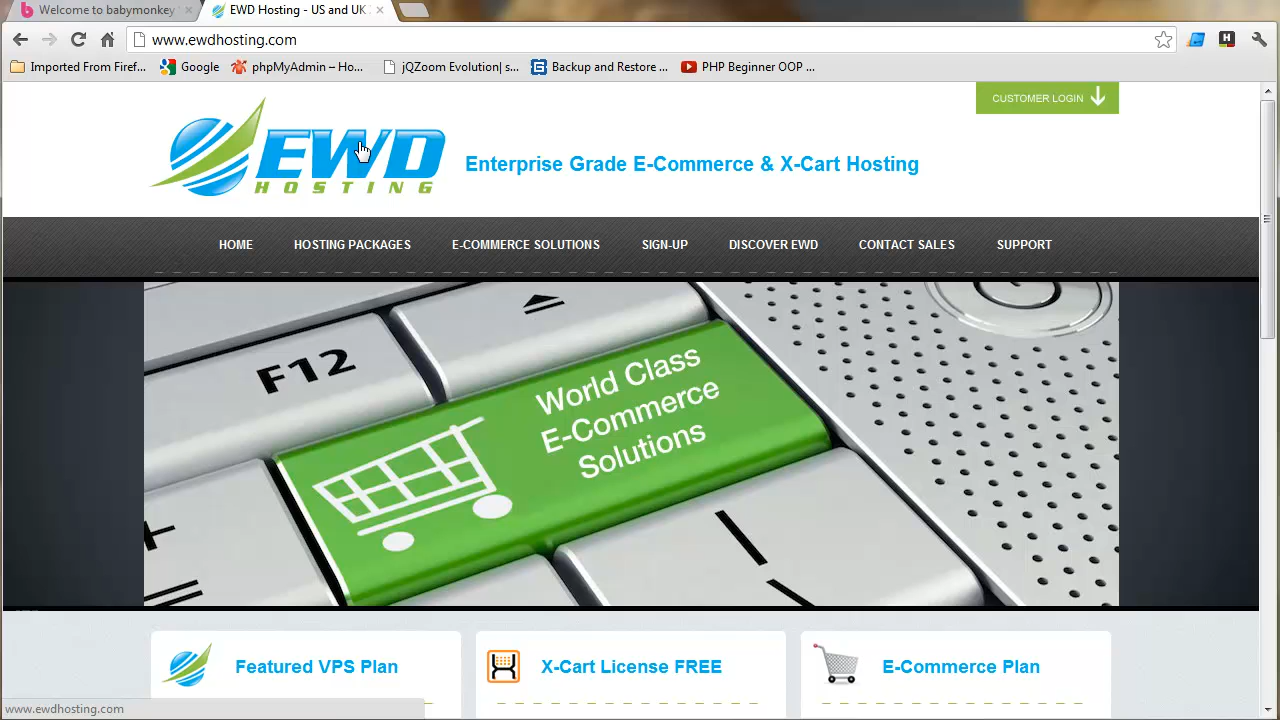 Welcome to babymonkey
EWD Hosting - US and UK
www.ewdhosting.com
Imported From Firef...
Google
phpMyAdmin – Ho...
jQZoom Evolution| s...
Backup and Restore ...
PHP Beginner OOP ...
CUSTOMER LOGIN
EWD
HOSTING
Enterprise Grade E-Commerce & X-Cart Hosting
HOME
HOSTING PACKAGES
E-COMMERCE SOLUTIONS
SIGN-UP
DISCOVER EWD
CONTACT SALES
SUPPORT
F12
World Class
E-Commerce
Solutions
Featured VPS Plan
X-Cart License FREE
E-Commerce Plan
www.ewdhosting.com